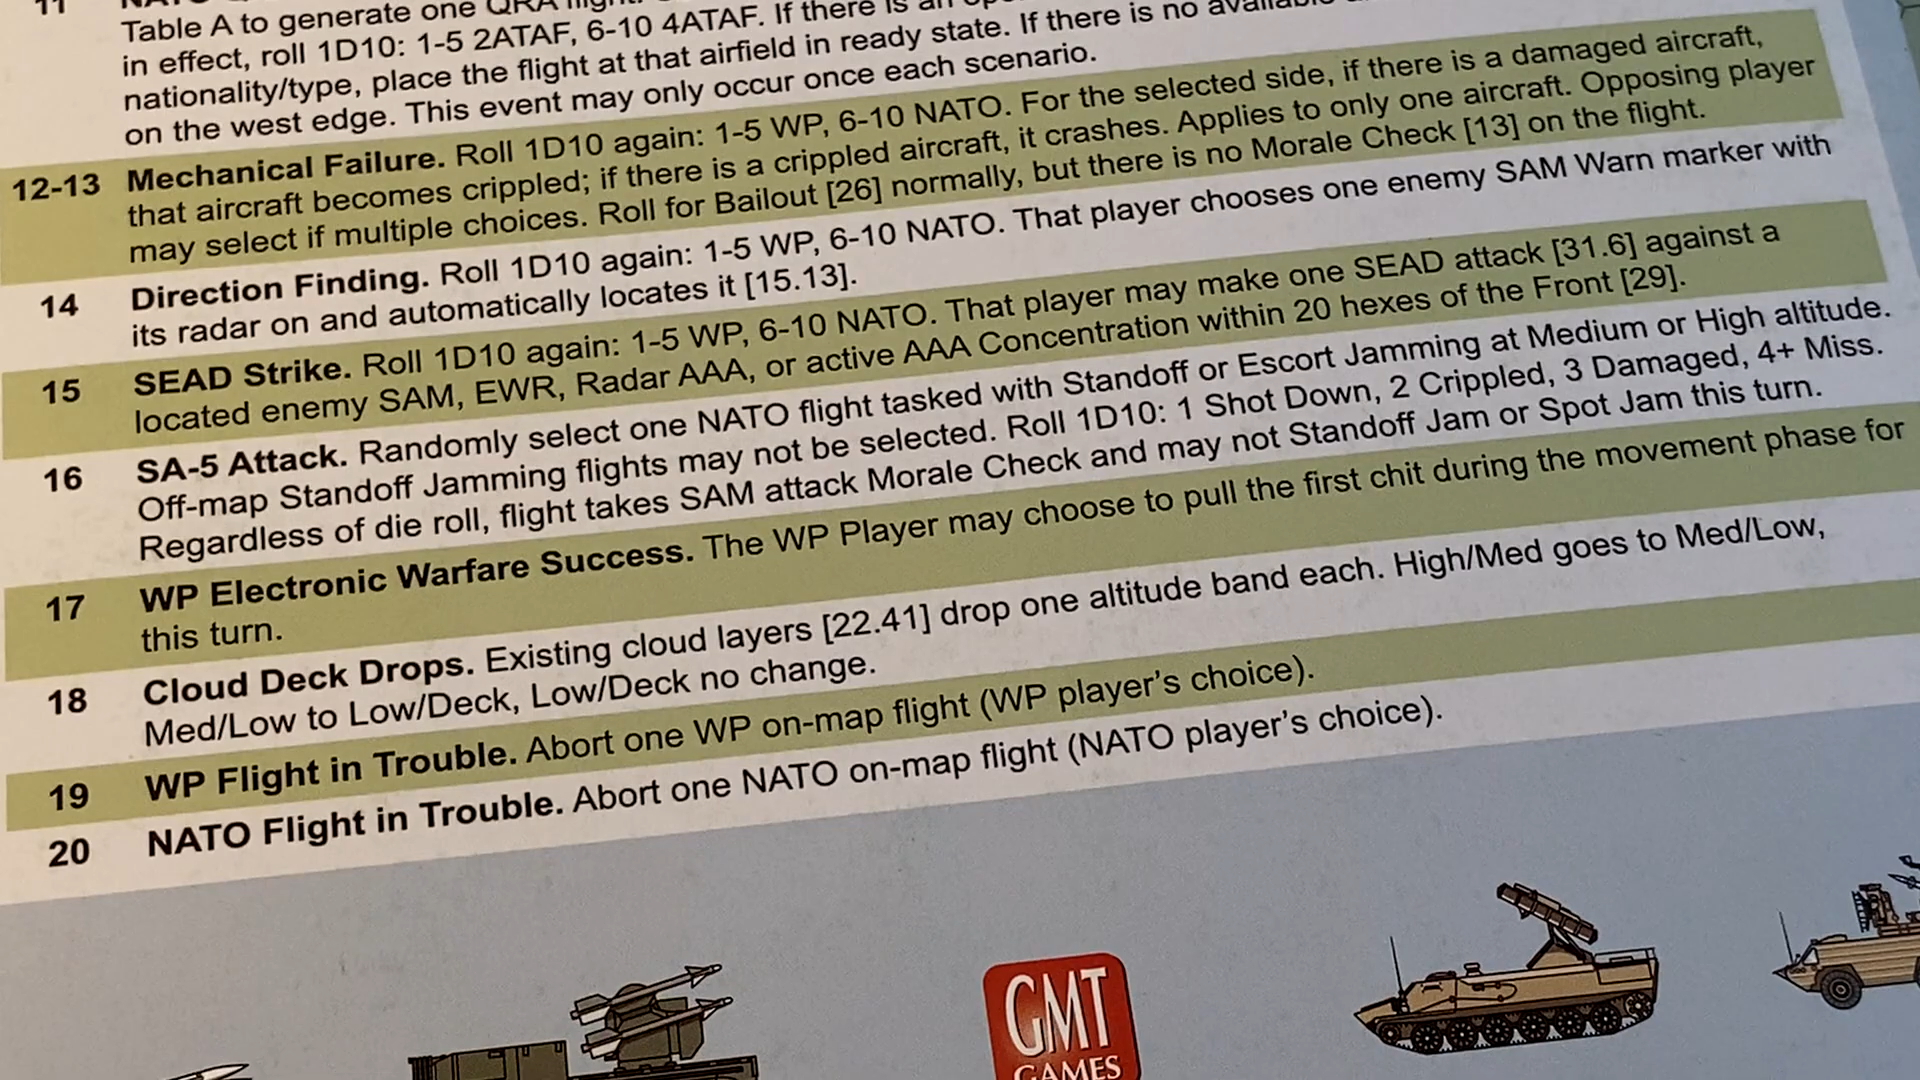 11
Table A to generate one QRA flight.
in effect, roll 1D10: 1-5 2ATAF, 6-10 4ATAF. If there is an
nationality/type, place the flight at that airfield in ready state. If there is no available
on the west edge. This event may only occur once each scenario.
12-13 Mechanical Failure. Roll 1D10 again: 1-5 WP, 6-10 NATO. For the selected side, if there is a damaged aircraft,
that aircraft becomes crippled; if there is a crippled aircraft, it crashes. Applies to only one aircraft. Opposing player
may select if multiple choices. Roll for Bailout [26] normally, but there is no Morale Check [13] on the flight.
14 Direction Finding. Roll 1D10 again: 1-5 WP, 6-10 NATO. That player chooses one enemy SAM Warn marker with
its radar on and automatically locates it [15.13].
15 SEAD Strike. Roll 1D10 again: 1-5 WP, 6-10 NATO. That player may make one SEAD attack [31.6] against a
located enemy SAM, EWR, Radar AAA, or active AAA Concentration within 20 hexes of the Front [29].
16 SA-5 Attack. Randomly select one NATO flight tasked with Standoff or Escort Jamming at Medium or High altitude.
Off-map Standoff Jamming flights may not be selected. Roll 1D10: 1 Shot Down, 2 Crippled, 3 Damaged, 4+ Miss.
Regardless of die roll, flight takes SAM attack Morale Check and may not Standoff Jam or Spot Jam this turn.
17 WP Electronic Warfare Success. The WP Player may choose to pull the first chit during the movement phase for
this turn.
18 Cloud Deck Drops. Existing cloud layers [22.41] drop one altitude band each. High/Med goes to Med/Low,
Med/Low to Low/Deck, Low/Deck no change.
19 WP Flight in Trouble. Abort one WP on-map flight (WP player's choice).
20 NATO Flight in Trouble. Abort one NATO on-map flight (NATO player's choice).
GMT
GAMES